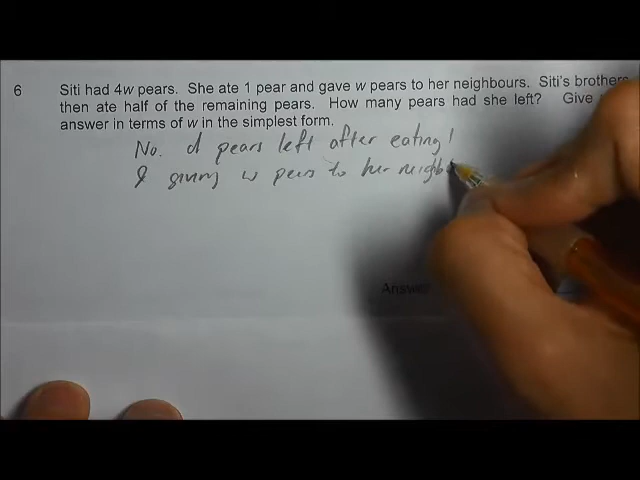 6 Siti had 4w pears. She ate 1 pear and gave w pears to her neighbours. Siti's brothers
then ate half of the remaining pears. How many pears had she left? Give
answer in terms of w in the simplest form.
No. of pears left after eating 1
& giving w pears to her neighb
Answer